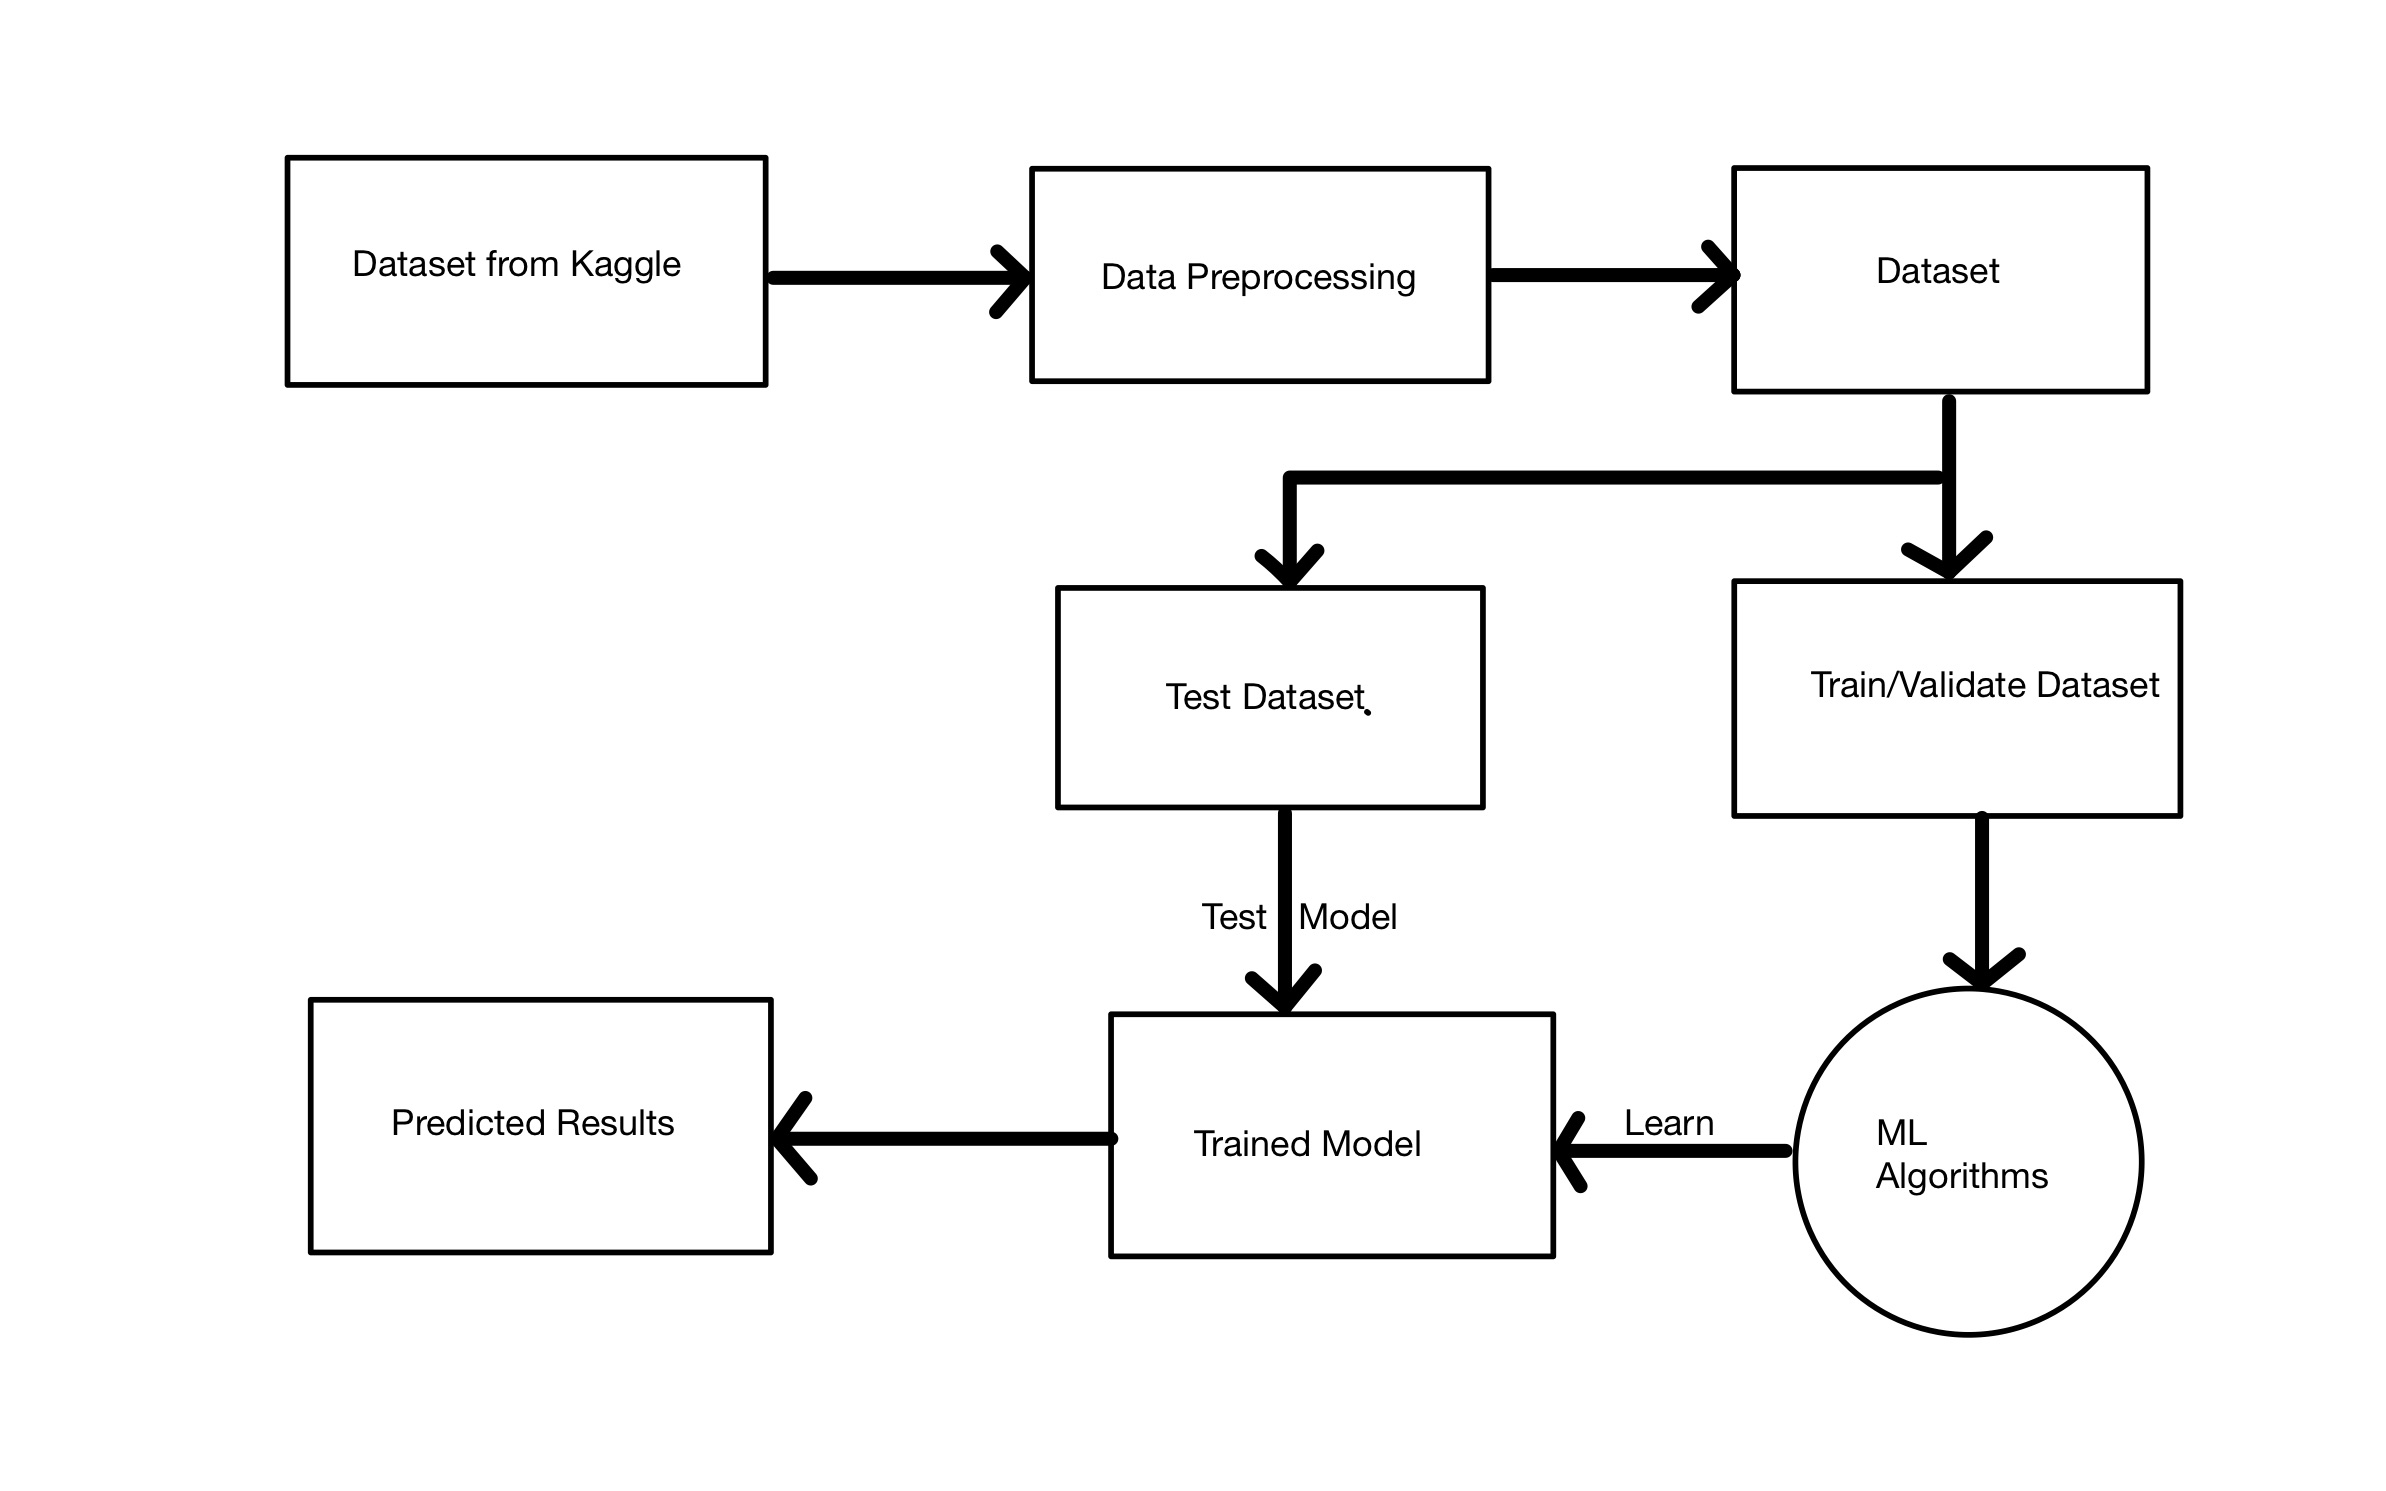 Dataset from Kaggle
Data Preprocessing
Dataset
Test Dataset.
Train/Validate Dataset
Test Model
Predicted Results
Trained Model
Learn
ML
Algorithms